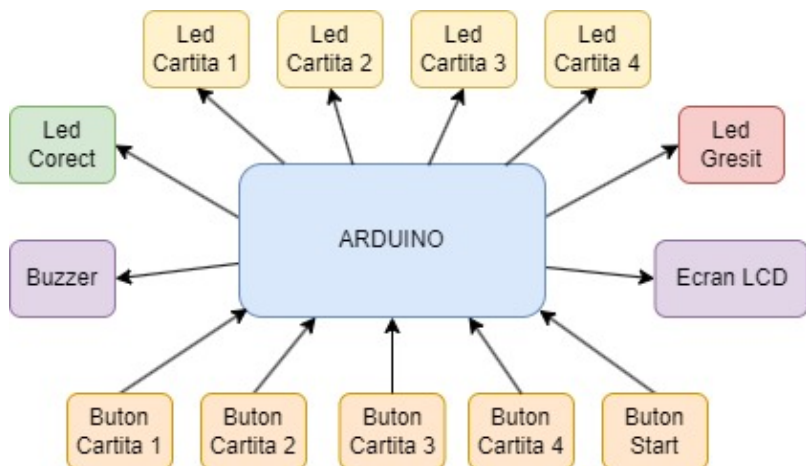 Led
Cartita 1
Led
Cartita 2
Led
Cartita 3
Led
Cartita 4
Led
Corect
Led
Gresit
ARDUINO
Buzzer
Ecran LCD
Buton
Cartita 1
Buton
Cartita 2
Buton
Cartita 3
Buton
Cartita 4
Buton
Start